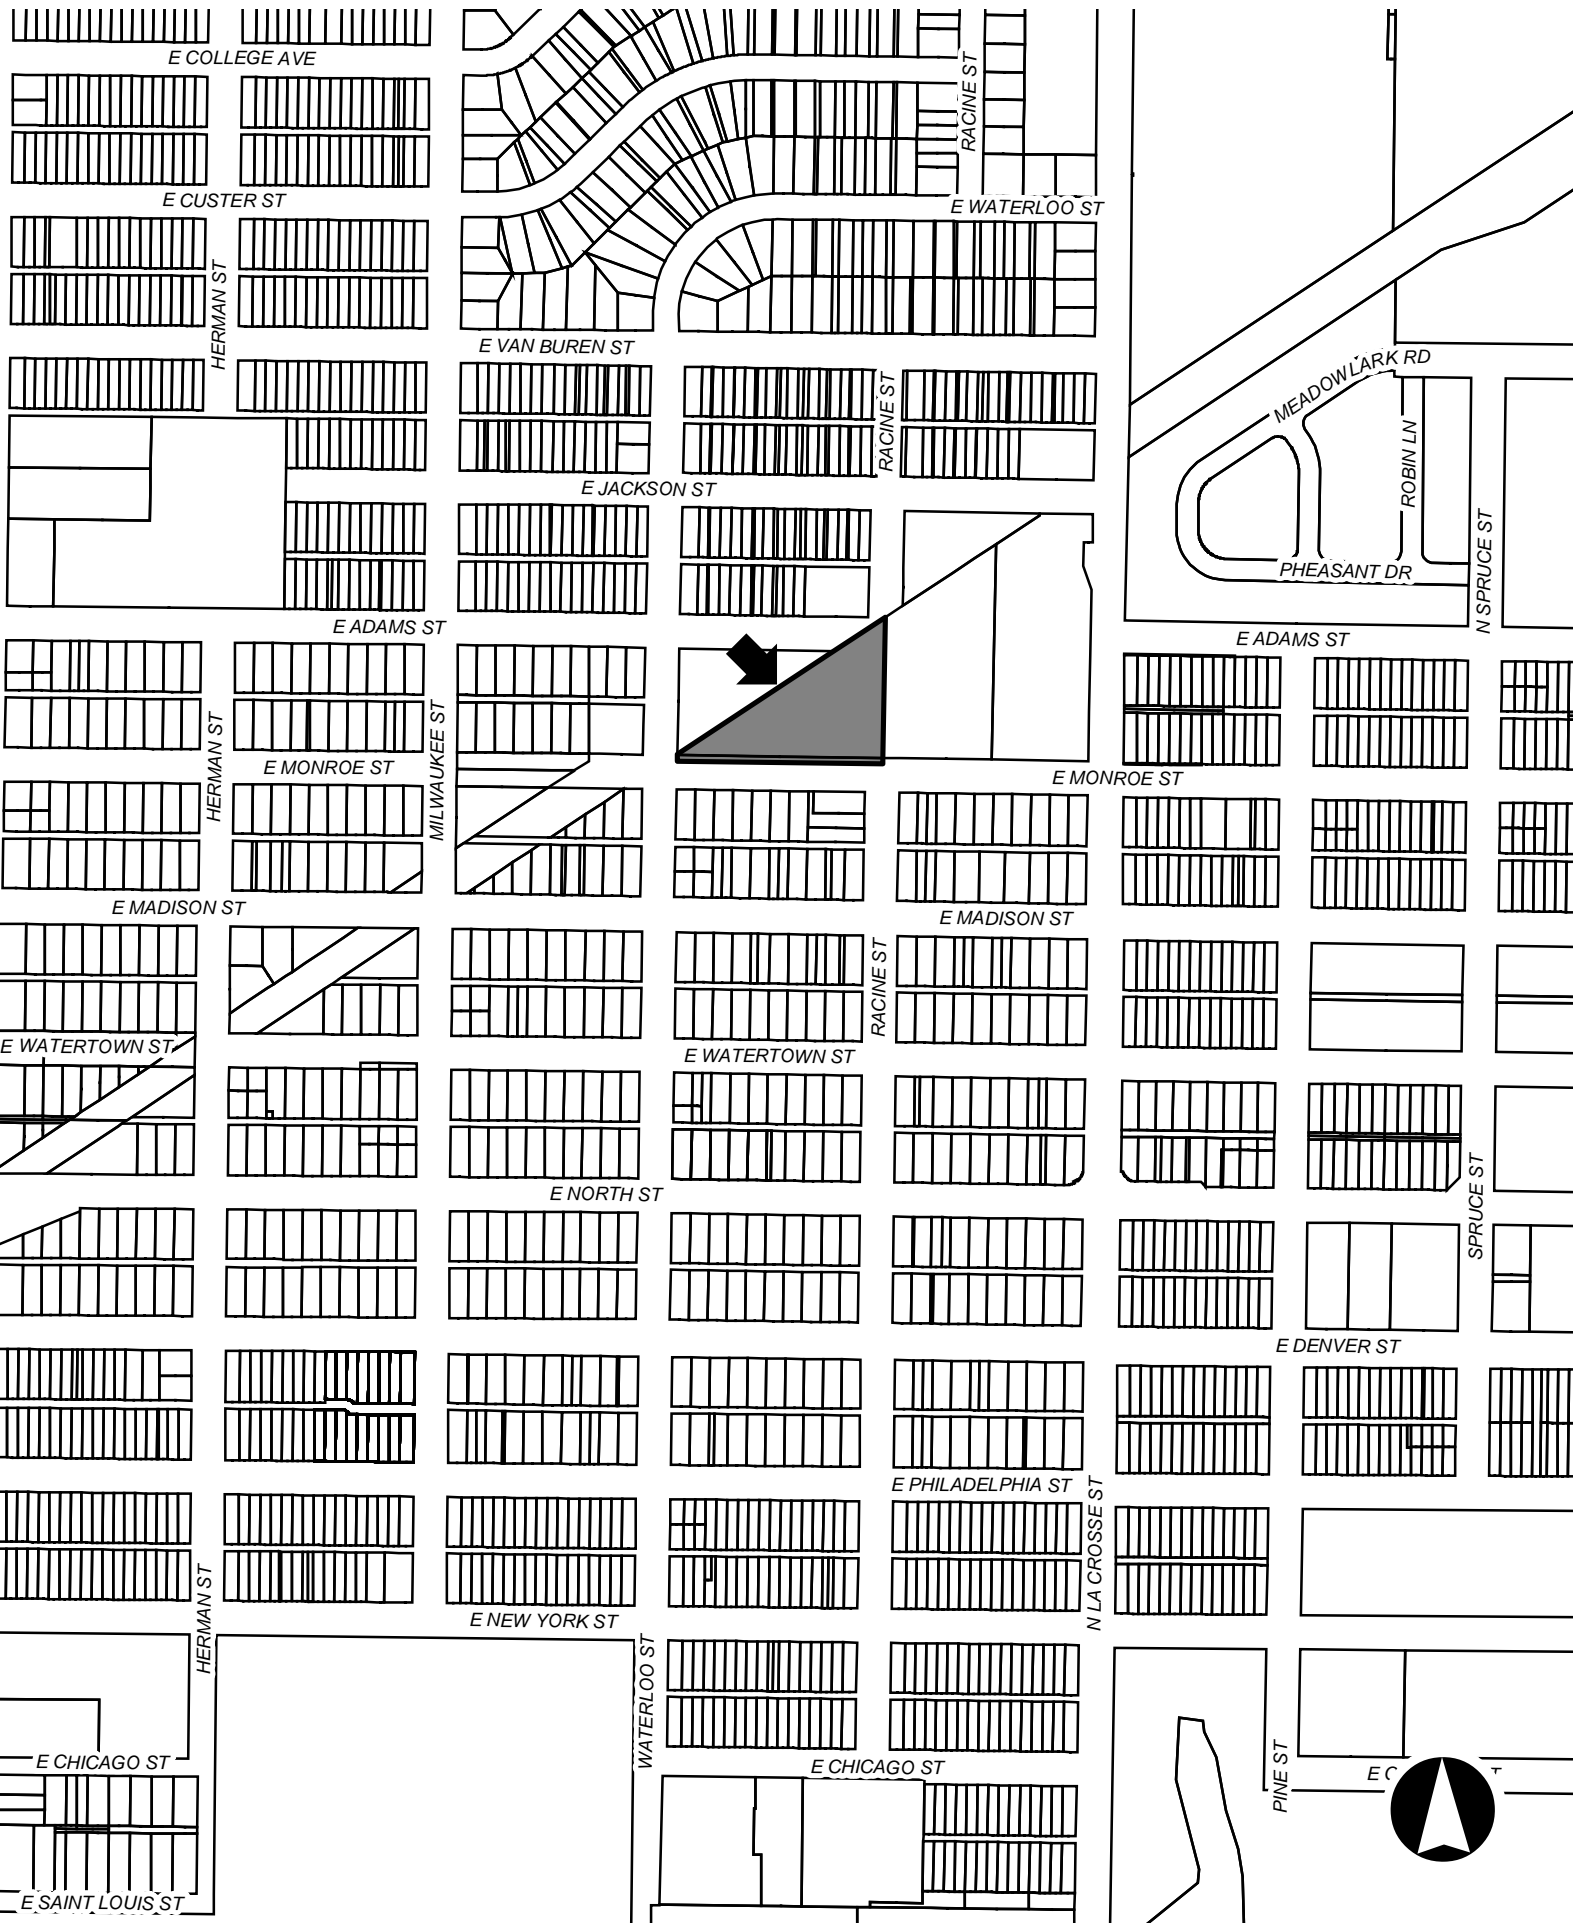 E COLLEGE AVE
RACINE ST
E CUSTER ST
E WATERLOO ST
HERMAN ST
E VAN BUREN ST
MEADOWLARK RD
RACINE ST
ROBIN LN
E JACKSON ST
N SPRUCE ST
PHEASANT DR
E ADAMS ST
E ADAMS ST
HERMAN ST
MILWAUKEE ST
E MONROE ST
E MONROE ST
E MADISON ST
E MADISON ST
RACINE ST
E WATERTOWN ST
E WATERTOWN ST
E NORTH ST
SPRUCE ST
E DENVER ST
E PHILADELPHIA ST
N LA CROSSE ST
HERMAN ST
E NEW YORK ST
WATERLOO ST
E CHICAGO ST
E CHICAGO ST
PINE ST
E SAINT LOUIS ST